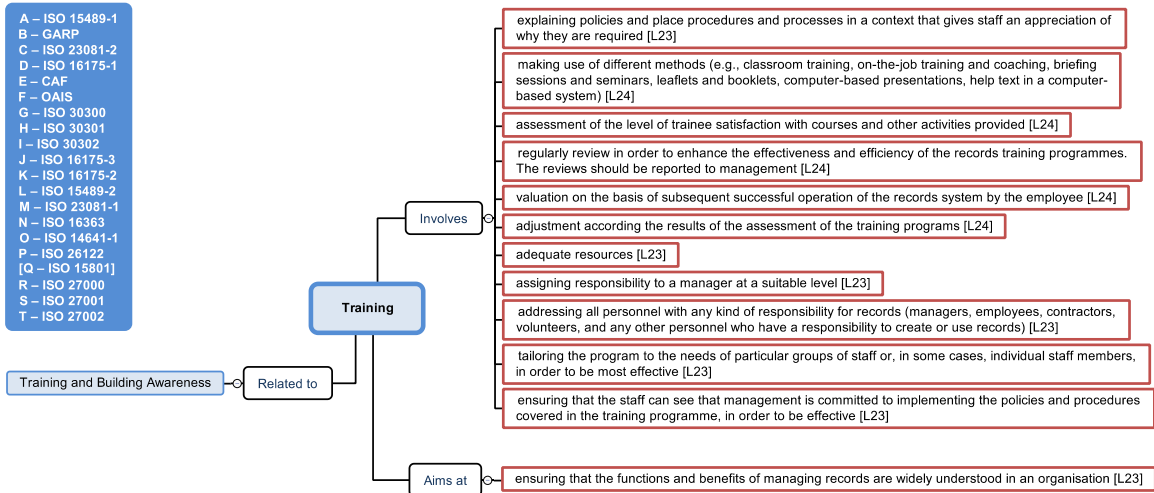 A – ISO 15489-1
B – GARP
C – ISO 23081-2
D – ISO 16175-1
E – CAF
F – OAIS
G – ISO 30300
H – ISO 30301
I – ISO 30302
J – ISO 16175-3
K – ISO 16175-2
L – ISO 15489-2
M – ISO 23081-1
N – ISO 16363
O – ISO 14641-1
P – ISO 26122
[Q – ISO 15801]
R – ISO 27000
S – ISO 27001
T – ISO 27002
Training
Training and Building Awareness
Related to
Involves
explaining policies and place procedures and processes in a context that gives staff an appreciation of
why they are required [L23]
making use of different methods (e.g., classroom training, on-the-job training and coaching, briefing
sessions and seminars, leaflets and booklets, computer-based presentations, help text in a computer-
based system) [L24]
assessment of the level of trainee satisfaction with courses and other activities provided [L24]
regularly review in order to enhance the effectiveness and efficiency of the records training programmes.
The reviews should be reported to management [L24]
valuation on the basis of subsequent successful operation of the records system by the employee [L24]
adjustment according the results of the assessment of the training programs [L24]
adequate resources [L23]
assigning responsibility to a manager at a suitable level [L23]
addressing all personnel with any kind of responsibility for records (managers, employees, contractors,
volunteers, and any other personnel who have a responsibility to create or use records) [L23]
tailoring the program to the needs of particular groups of staff or, in some cases, individual staff members,
in order to be most effective [L23]
ensuring that the staff can see that management is committed to implementing the policies and procedures
covered in the training programme, in order to be effective [L23]
Aims at
ensuring that the functions and benefits of managing records are widely understood in an organisation [L23]